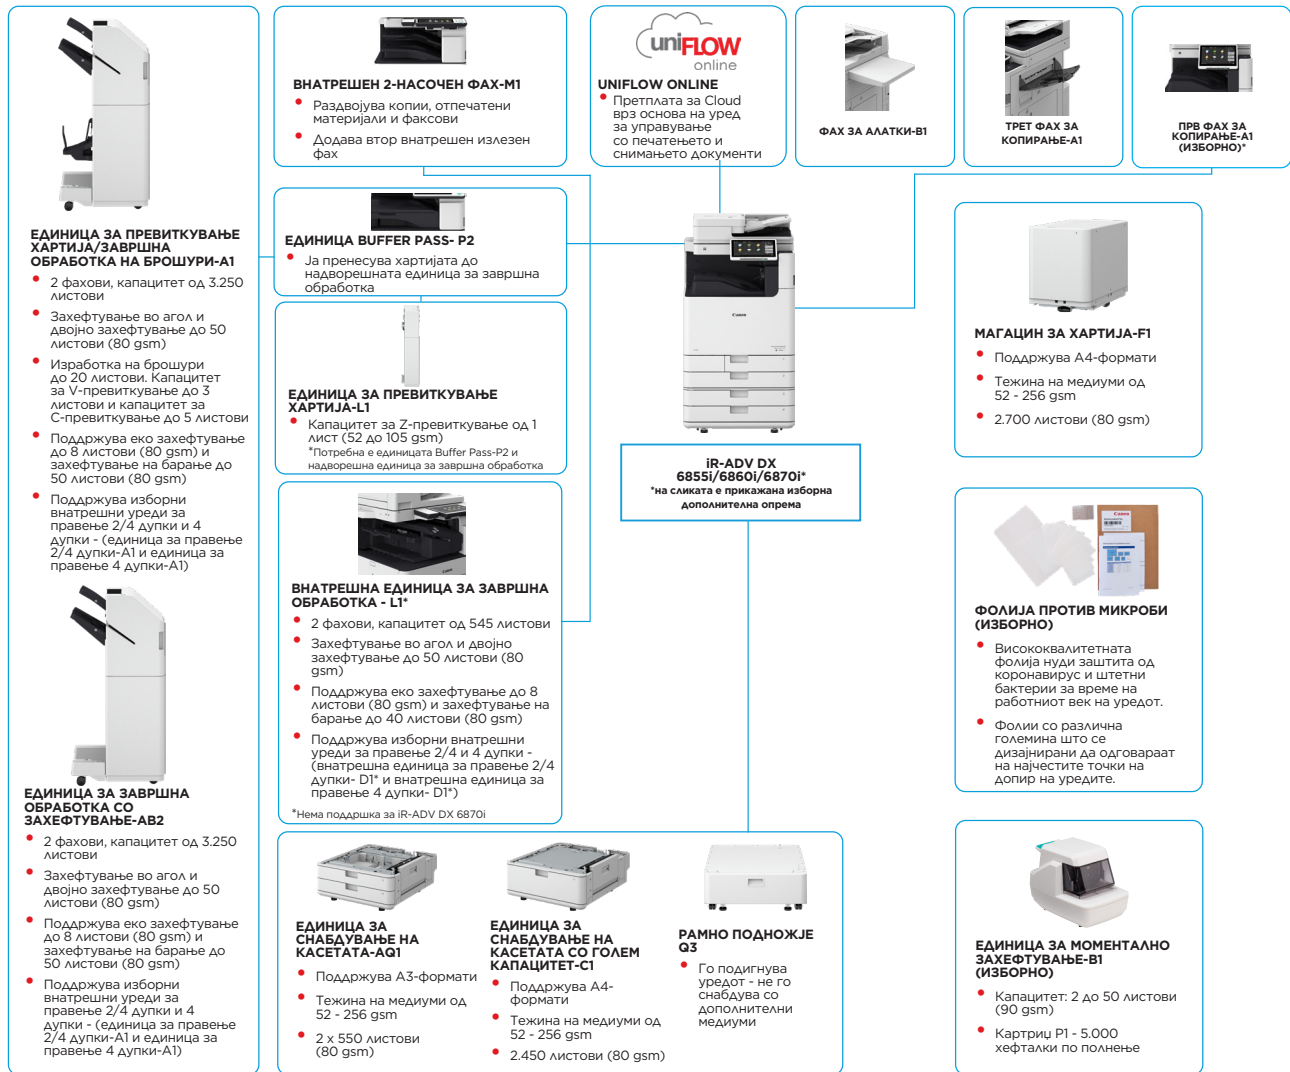 ЕДИНИЦА ЗА ПРЕВИТКУВАЊЕ
ХАРТИЈА/ЗАВРШНА
ОБРАБОТКА НА БРОШУРИ-A1
• 2 фахови, капацитет од 3.250
листови
• Захефтување во агол и
двојно захефтување до 50
листови (80 gsm)
• Изработка на брошури
до 20 листови. Капацитет
за V-превиткување до 3
листови и капацитет за
C-превиткување до 5 листови
• Поддржува еко захефтување
до 8 листови (80 gsm) и
захефтување на барање до
50 листови (80 gsm)
• Поддржува изборни
внатрешни уреди за
правење 2/4 дупки и 4
дупки - (единица за правење
2/4 дупки-A1 и единица за
правење 4 дупки-A1)
ЕДИНИЦА ЗА ЗАВРШНА
ОБРАБОТКА СО
ЗАХЕФТУВАЊЕ-AB2
• 2 фахови, капацитет од 3.250
листови
• Захефтување во агол и
двојно захефтување до 50
листови (80 gsm)
• Поддржува еко захефтување
до 8 листови (80 gsm) и
захефтување на барање до
50 листови (80 gsm)
• Поддржува изборни
внатрешни уреди за
правење 2/4 дупки и 4
дупки - (единица за правење
2/4 дупки-A1 и единица за
правење 4 дупки-A1)
ВНАТРЕШЕН 2-НАСОЧЕН ФАХ-M1
• Раздвојува копии, отпечатени
материјали и факсови
• Додава втор внатрешен излезен
фах
ЕДИНИЦА BUFFER PASS- P2
• Ја пренесува хартијата до
надворешната единица за завршна
обработка
ЕДИНИЦА ЗА ПРЕВИТКУВАЊЕ
ХАРТИЈА-L1
• Капацитет за Z-превиткување од 1
лист (52 до 105 gsm)
*Потребна е единицата Buffer Pass-P2 и
надворешна единица за завршна обработка
ВНАТРЕШНА ЕДИНИЦА ЗА ЗАВРШНА
ОБРАБОТКА - L1*
• 2 фахови, капацитет од 545 листови
• Захефтување во агол и двојно
захефтување до 50 листови (80
gsm)
• Поддржува еко захефтување до 8
листови (80 gsm) и захефтување на
барање до 40 листови (80 gsm)
• Поддржува изборни внатрешни
уреди за правење 2/4 и 4 дупки -
(внатрешна единица за правење 2/4
дупки- D1* и внатрешна единица за
правење 4 дупки- D1*)
*Нема поддршка за iR-ADV DX 6870i
uniFLOW
online
UNIFLOW ONLINE
• Претплата за Cloud
врз основа на уред
за управување
со печатењето и
снимањето документи
ФАХ ЗА АЛАТКИ-B1
ТРЕТ ФАХ ЗА
КОПИРАЊЕ-A1
ПРВ ФАХ ЗА
КОПИРАЊЕ-A1
(ИЗБОРНО)*
Canon
iR-ADV DX
6855i/6860i/6870i*
*на сликата е прикажана изборна
дополнителна опрема
МАГАЦИН ЗА ХАРТИЈА-F1
• Поддржува A4-формати
• Тежина на медиуми од
52 - 256 gsm
• 2.700 листови (80 gsm)
Canon
ФОЛИЈА ПРОТИВ МИКРОБИ
(ИЗБОРНО)
• Висококвалитетната
фолија нуди заштита од
коронавирус и штетни
бактерии за време на
работниот век на уредот.
• Фолии со различна
големина што се
дизајнирани да одговараат
на најчестите точки на
допир на уредите.
ЕДИНИЦА ЗА
СНАБДУВАЊЕ НА
КАСЕТАТА-AQ1
• Поддржува A3-формати
• Тежина на медиуми од
52 - 256 gsm
• 2 x 550 листови
(80 gsm)
ЕДИНИЦА ЗА
СНАБДУВАЊЕ НА
КАСЕТАТА СО ГОЛЕМ
КАПАЦИТЕТ-C1
• Поддржува A4-
формати
• Тежина на медиуми од
52 - 256 gsm
• 2.450 листови (80 gsm)
РАМНО ПОДНОЖЈЕ
Q3
• Го подигнува
уредот - не го
снабдува со
дополнителни
медиуми
ЕДИНИЦА ЗА МОМЕНТАЛНО
ЗАХЕФТУВАЊЕ-B1
(ИЗБОРНО)
• Капацитет: 2 до 50 листови
(90 gsm)
• Картриџ P1 - 5.000
хефталки по полнење